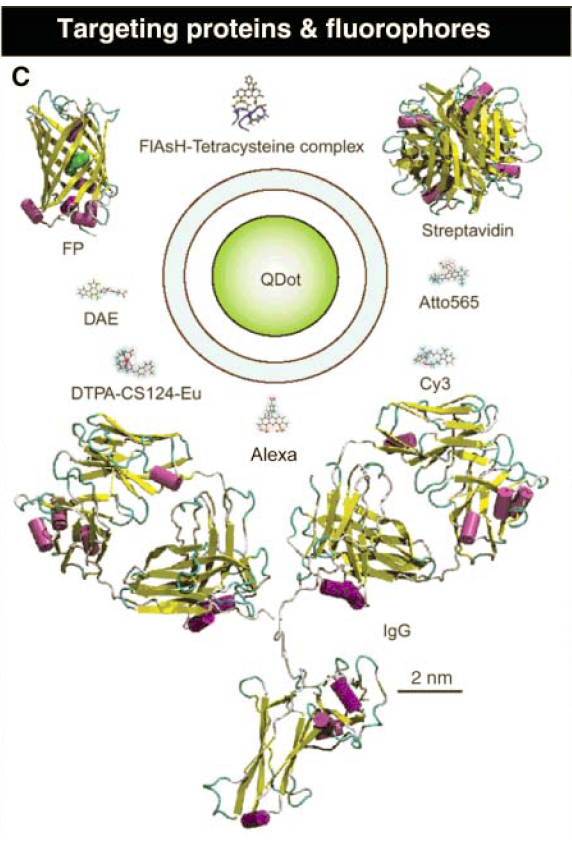 Targeting proteins & fluorophores
C
FlAsH-Tetracysteine complex
Streptavidin
FP
QDot
Atto565
DAE
Cy3
DTPA-CS124-Eu
Alexa
IgG
2 nm